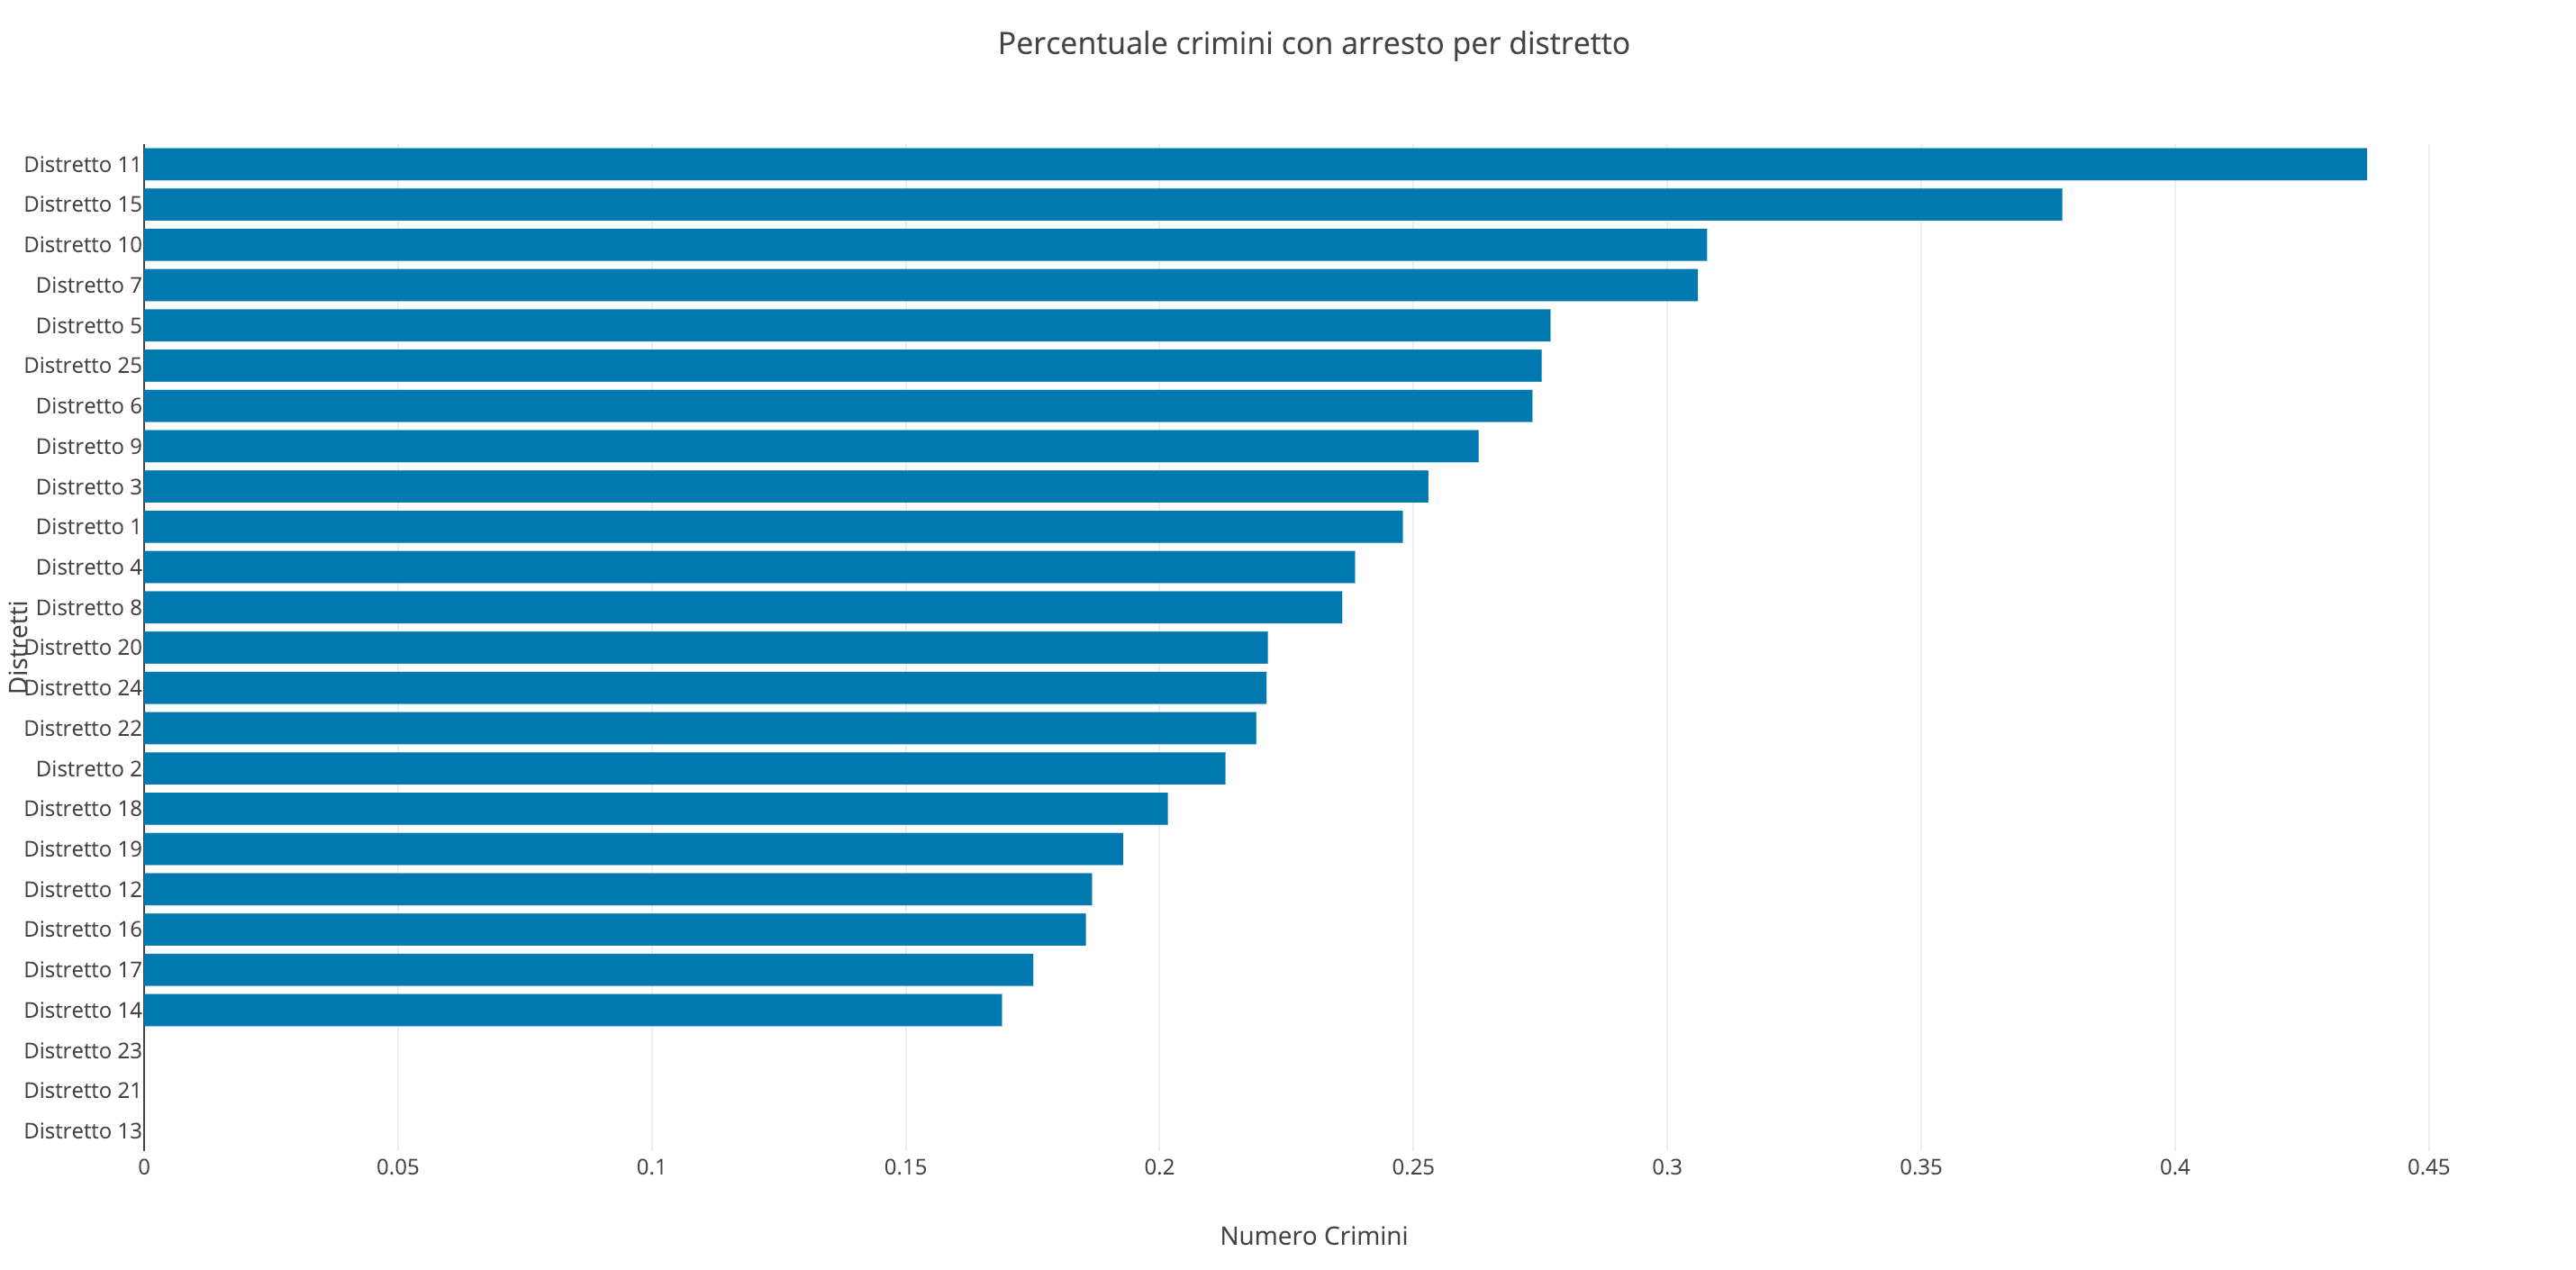 Percentuale crimini con arresto per distretto
Distretti
Distretto 11
Distretto 15
Distretto 10
Distretto 7
Distretto 5
Distretto 25
Distretto 6
Distretto 9
Distretto 3
Distretto 1
Distretto 4
Distretto 8
Distretto 20
Distretto 24
Distretto 22
Distretto 2
Distretto 18
Distretto 19
Distretto 12
Distretto 16
Distretto 17
Distretto 14
Distretto 23
Distretto 21
Distretto 13
0 0.05 0.1 0.15 0.2 0.25 0.3 0.35 0.4 0.45
Numero Crimini